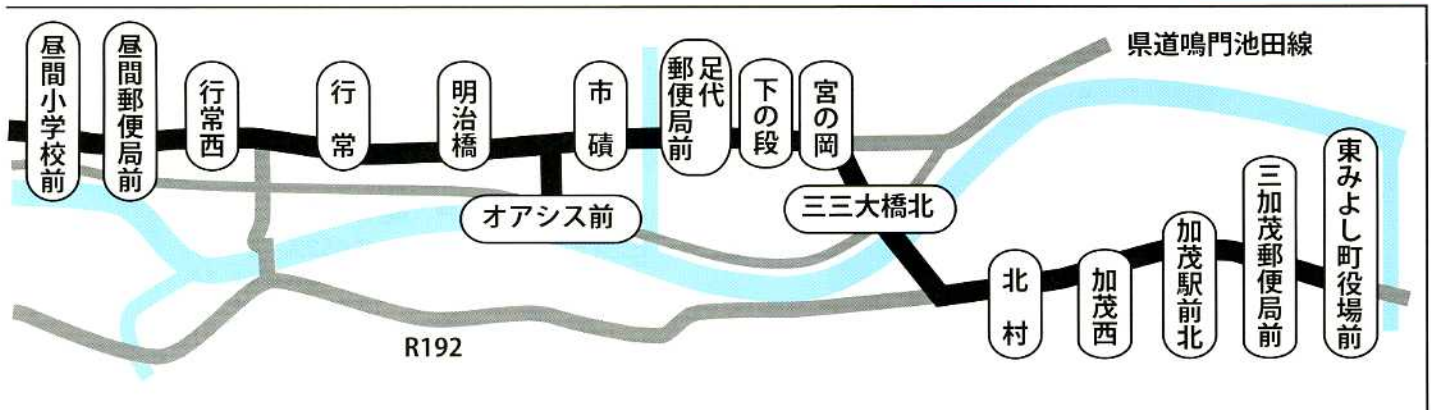 昼間小学校前
昼間郵便局前
行常西
行常
明治橋
オアシス前
市磧
足代
郵便局前
下の段
宮の岡
三三大橋北
県道鳴門池田線
北村
加茂西
加茂駅前北
三加茂郵便局前
東みよし町役場前
R192